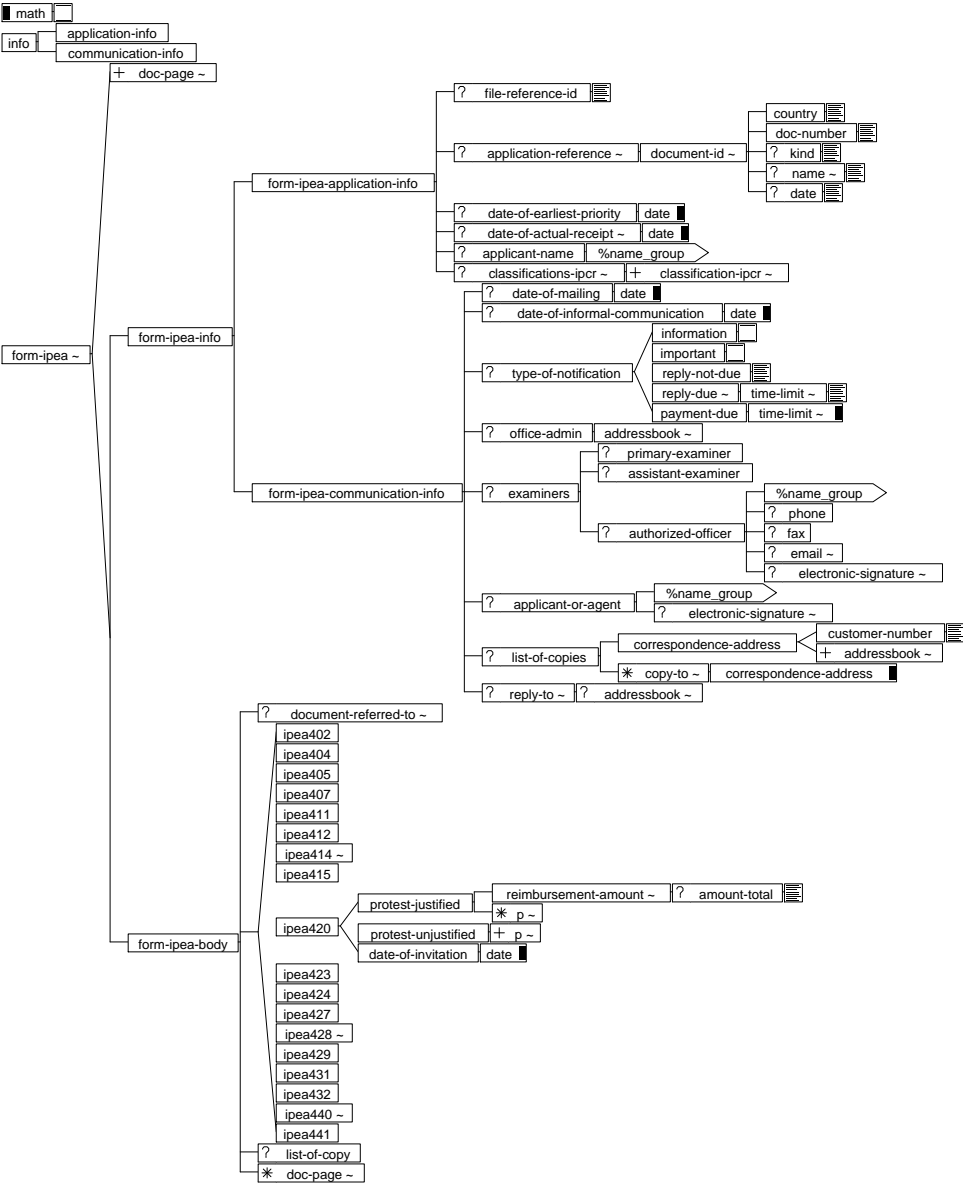 math
application-info
info
communication-info
+ doc-page ~
? file-reference-id
country
doc-number
? application-reference ~ document-id ~ ? kind
? name ~
form-ipea-application-info
? date
? date-of-earliest-priority date
? date-of-actual-receipt ~ date
? applicant-name %name_group
? classifications-ipcr ~ + classification-ipcr ~
? date-of-mailing date
? date-of-informal-communication date
information
form-ipea-info
important
form-ipea ~
? type-of-notification reply-not-due
reply-due ~ time-limit ~
payment-due time-limit ~
? office-admin addressbook ~
? primary-examiner
? assistant-examiner
form-ipea-communication-info ? examiners %name_group
? phone
? authorized-officer ? fax
? email ~
? electronic-signature ~
%name_group
? applicant-or-agent
? electronic-signature ~
customer-number
correspondence-address
? list-of-copies + addressbook ~
* copy-to ~ correspondence-address
? reply-to ~ ? addressbook ~
? document-referred-to ~
ipea402
ipea404
ipea405
ipea407
ipea411
ipea412
ipea414 ~
ipea415
reimbursement-amount ~ ? amount-total
protest-justified
* p ~
ipea420
protest-unjustified + p ~
form-ipea-body
date-of-invitation date
ipea423
ipea424
ipea427
ipea428 ~
ipea429
ipea431
ipea432
ipea440 ~
ipea441
? list-of-copy
* doc-page ~